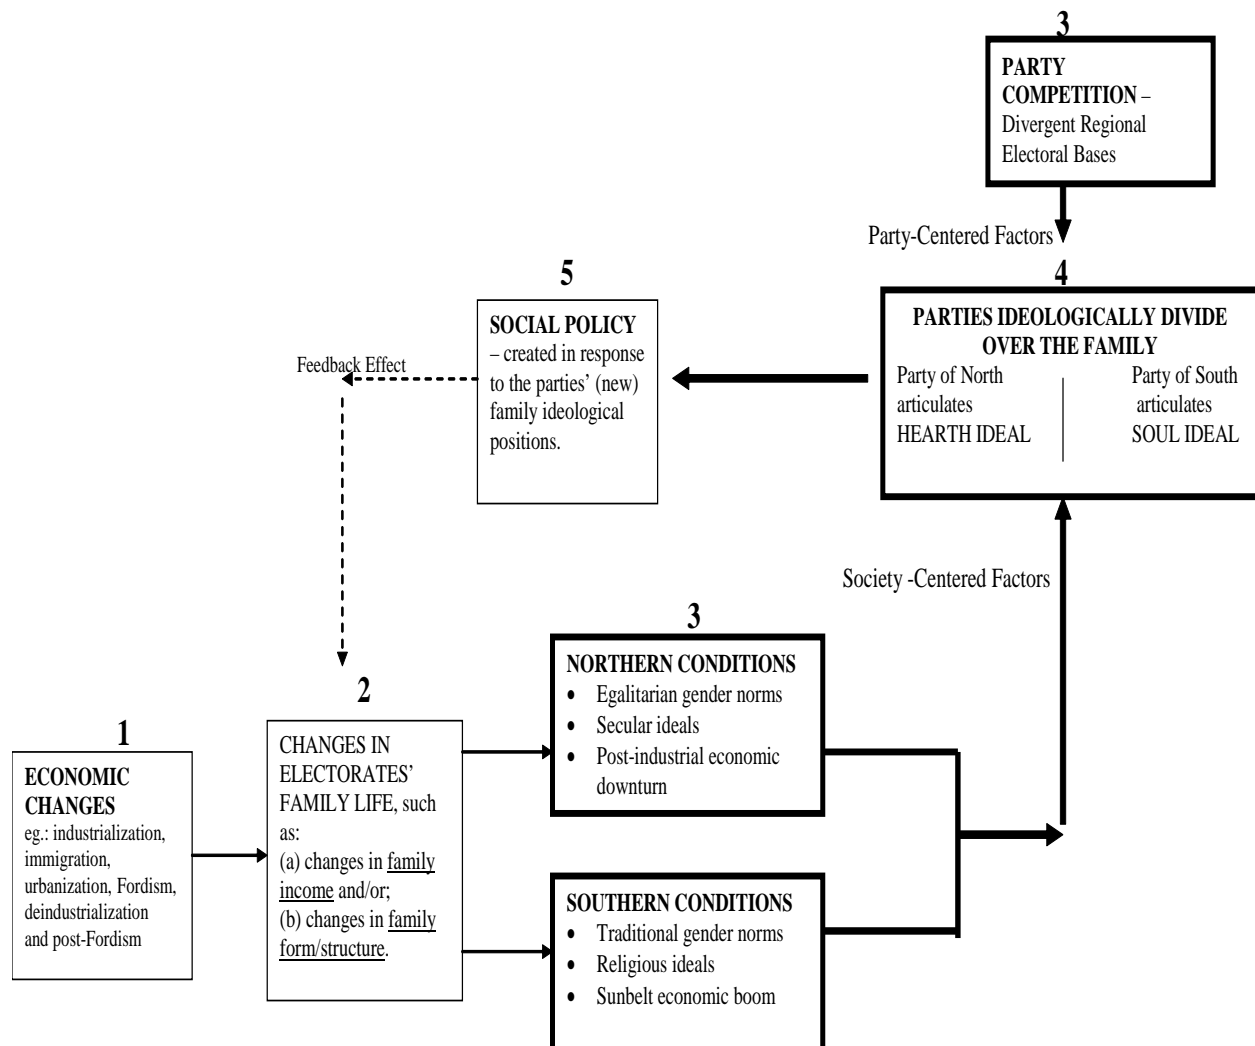 3
PARTY
COMPETITION –
Divergent Regional
Electoral Bases
Party-Centered Factors
4
PARTIES IDEOLOGICALLY DIVIDE
OVER THE FAMILY
Party of North
articulates
HEARTH IDEAL
Party of South
articulates
SOUL IDEAL
5
SOCIAL POLICY
– created in response
to the parties’ (new)
family ideological
positions.
Feedback Effect
Society -Centered Factors
3
NORTHERN CONDITIONS
• Egalitarian gender norms
• Secular ideals
• Post-industrial economic
downturn
2
CHANGES IN
ELECTORATES’
FAMILY LIFE, such
as:
(a) changes in family
income and/or;
(b) changes in family
form/structure.
1
ECONOMIC
CHANGES
eg.: industrialization,
immigration,
urbanization, Fordism,
deindustrialization
and post-Fordism
SOUTHERN CONDITIONS
• Traditional gender norms
• Religious ideals
• Sunbelt economic boom